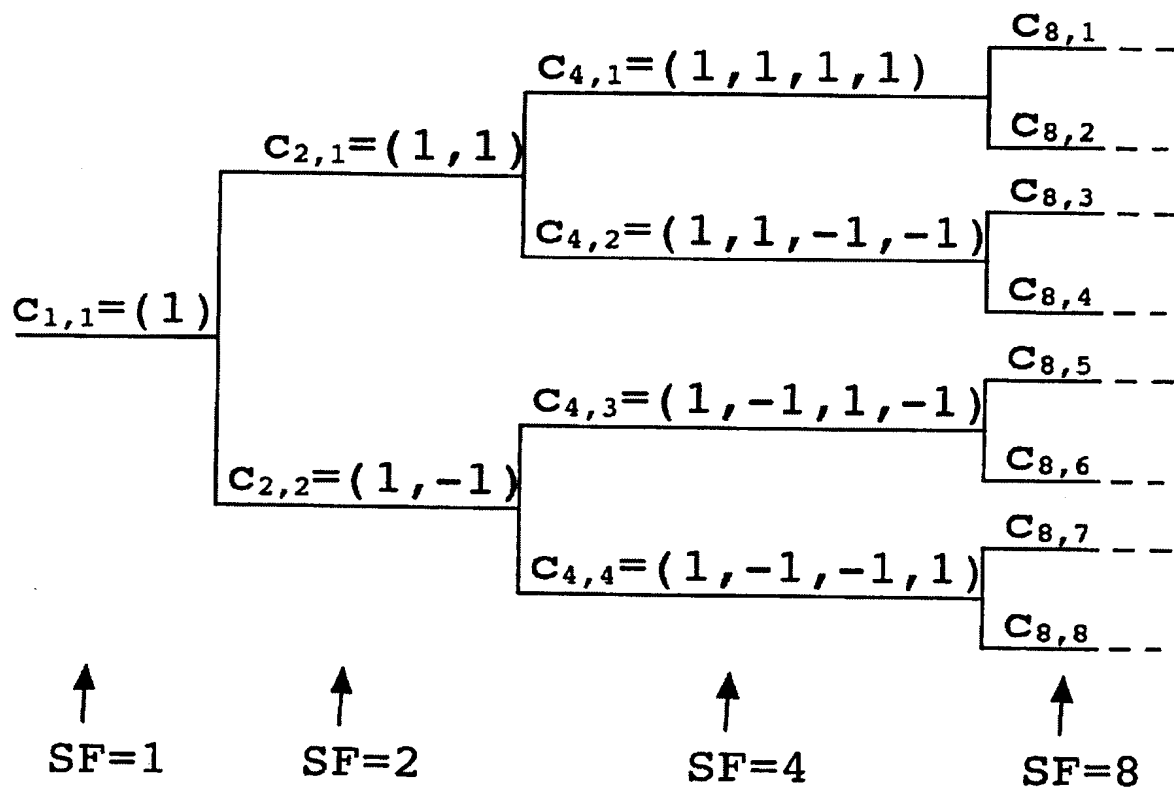 C8,1
C4,1=(1,1,1,1)
C8,2
C2,1=(1,1)
C8,3
C4,2=(1,1,-1,-1)
C8,4
C1,1=(1)
C8,5
C4,3=(1,-1,1,-1)
C8,6
C2,2=(1,-1)
C8,7
C4,4=(1,-1,-1,1)
C8,8
SF=1 SF=2 SF=4 SF=8